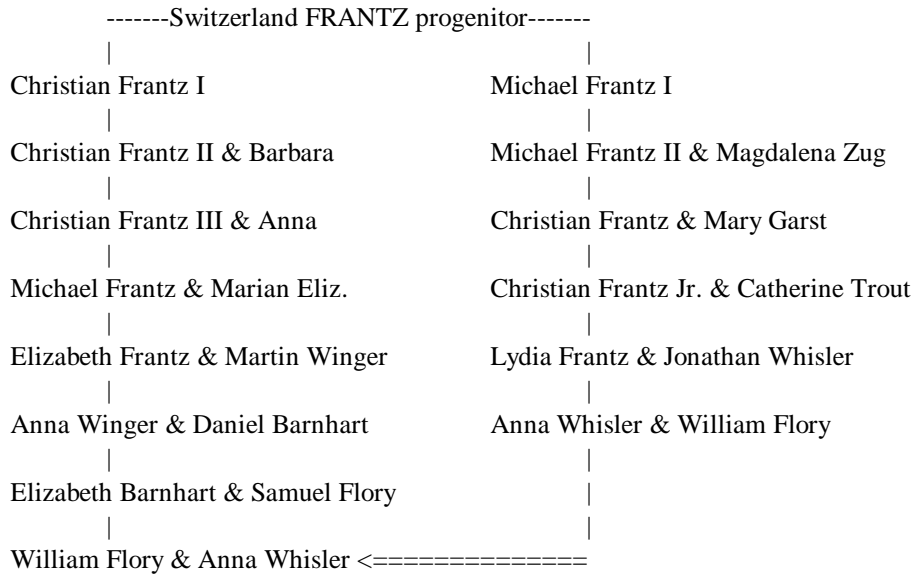 -------Switzerland FRANTZ progenitor-------
| |
Christian Frantz I Michael Frantz I
| |
Christian Frantz II & Barbara Michael Frantz II & Magdalena Zug
| |
Christian Frantz III & Anna Christian Frantz & Mary Garst
| |
Michael Frantz & Marian Eliz. Christian Frantz Jr. & Catherine Trout
| |
Elizabeth Frantz & Martin Winger Lydia Frantz & Jonathan Whisler
| |
Anna Winger & Daniel Barnhart Anna Whisler & William Flory
| |
Elizabeth Barnhart & Samuel Flory |
| |
William Flory & Anna Whisler <==============